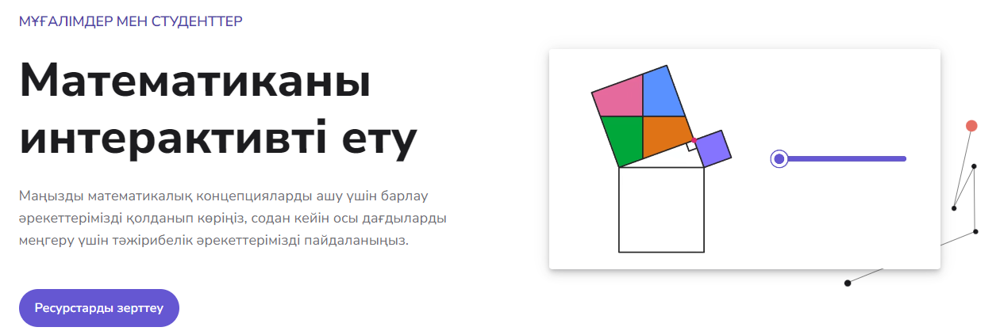 МҰҒАЛІМДЕР МЕН СТУДЕНТТЕР
Математиканы
интерактивті ету
Маңызды математикалық концепцияларды ашу үшін барлау
әрекеттерімізді қолданып көріңіз, содан кейін осы дағдыларды
меңгеру үшін тәжірибелік әрекеттерімізді пайдаланыңыз.
Ресурстарды зерттеу